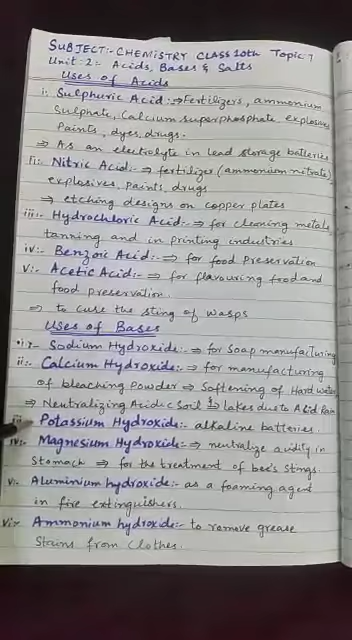 SUBJECT:- CHEMISTRY CLASS 10th Topic 7
Unit: 2:- Acids, Bases & Salts
Uses of Acids
i. Sulphuric Acid:→ Fertilizers, ammonium
Sulphate, Calcium superphosphate explosives
Paints, dyes, drugs.
⇒ As an electrolyte in lead storage batteries
ii. Nitric Acid:- → fertilizer (ammonium nitrate)
explosives, paints, drugs
⇒ etching designs on copper plates
iii. Hydrochloric Acid:- → for cleaning metals
tanning and in printing industries
iv. Benzoic Acid:- ⇒ for food preservation
v. Acetic Acid:- ⇒ for flavouring food and
food preservation.
⇒ to cure the sting of wasps
Uses of Bases
i. Sodium Hydroxide:- ⇒ for Soap manufacturing
ii. Calcium Hydroxide:- ⇒ for manufacturing
of bleaching Powder ⇒ Softening of Hard water
⇒ Neutralizing Acidic Soil & Lakes due to Acid Rain
iii. Potassium Hydroxide:- alkaline batteries.
iv. Magnesium Hydroxide:- ⇒ neutralize acidity in
Stomach ⇒ for the treatment of bee's Stings.
v. Aluminium hydroxide:- as a foaming agent
in fire extinguishers.
vi. Ammonium hydroxide:- to remove grease
Stains from clothes.